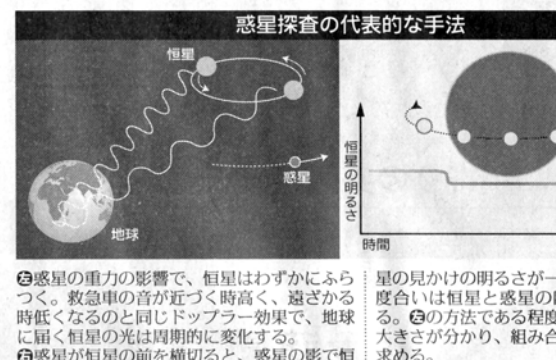 惑星探査の代表的な手法
恒星
惑星
地球
恒星の明るさ
時間
左惑星の重力の影響で、恒星はわずかにふら
つく。救急車の音が近づく時高く、遠ざかる
時低くなるのと同じドップラー効果で、地球
に届く恒星の光は周期的に変化する。
右惑星が恒星の前を横切ると、惑星の影で恒
星の見かけの明るさが一
度合いは恒星と惑星の
る。左の方法である程度
大きさが分かり、組み合
求める。